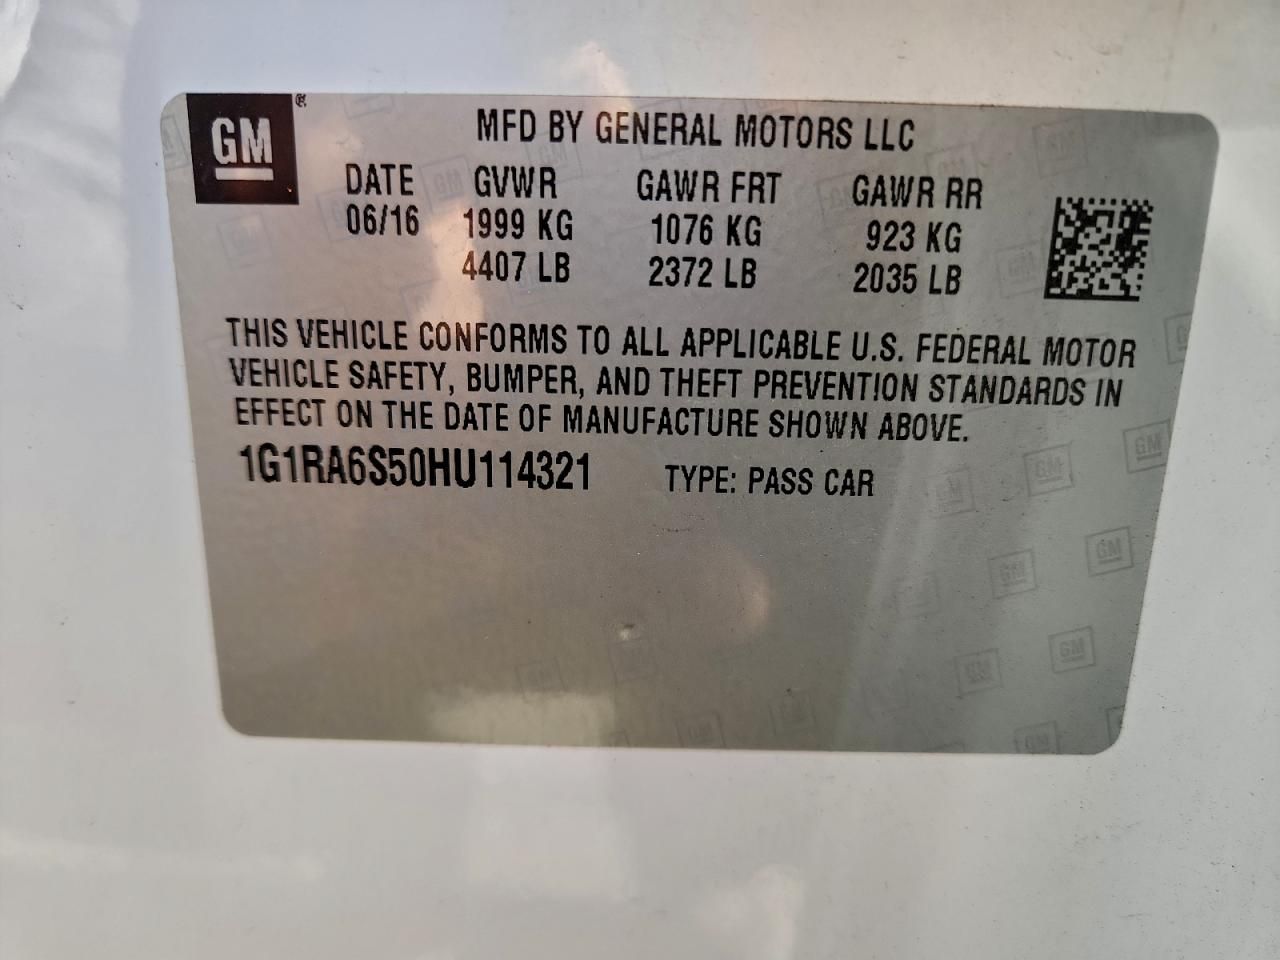 GM®
MFD BY GENERAL MOTORS LLC
DATE GVWR GAWR FRT GAWR RR
06/16 1999 KG 1076 KG 923 KG
4407 LB 2372 LB 2035 LB
THIS VEHICLE CONFORMS TO ALL APPLICABLE U.S. FEDERAL MOTOR
VEHICLE SAFETY, BUMPER, AND THEFT PREVENTION STANDARDS IN
EFFECT ON THE DATE OF MANUFACTURE SHOWN ABOVE.
1G1RA6S50HU114321 TYPE: PASS CAR